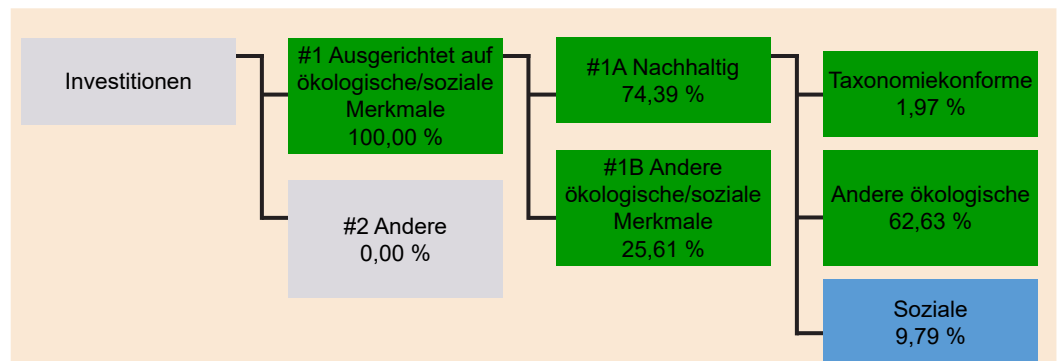 Investitionen
#1 Ausgerichtet auf
ökologische/soziale
Merkmale
100,00 %
#2 Andere
0,00 %
#1A Nachhaltig
74,39 %
#1B Andere
ökologische/soziale
Merkmale
25,61 %
Taxonomiekonforme
1,97 %
Andere ökologische
62,63 %
Soziale
9,79 %